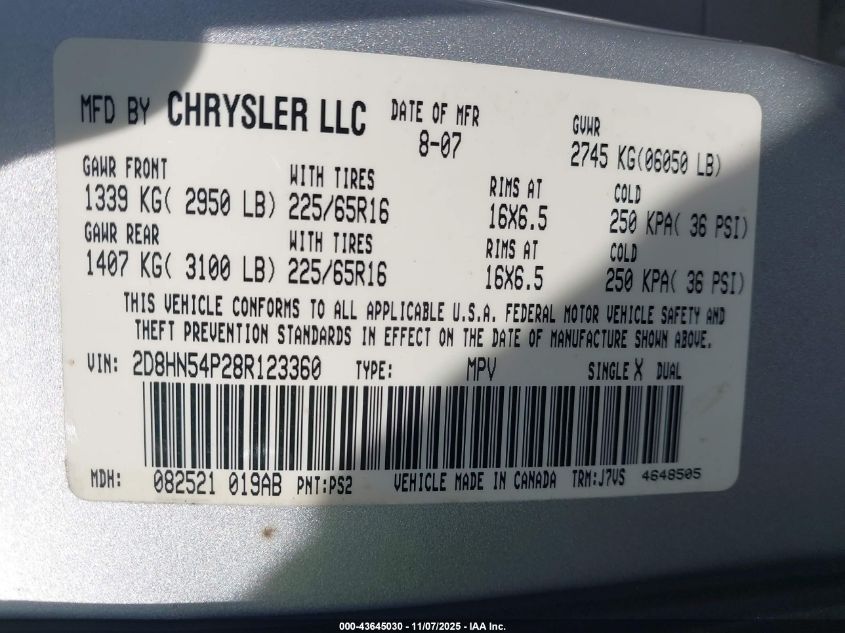 MFD BY CHRYSLER LLC DATE OF MFR 8-07 GVWR 2745 KG(06050 LB)
GAWR FRONT WITH TIRES RIMS AT COLD
1339 KG( 2950 LB) 225/65R16 16X6.5 250 KPA( 36 PSI)
GAWR REAR WITH TIRES RIMS AT COLD
1407 KG( 3100 LB) 225/65R16 16X6.5 250 KPA( 36 PSI)
THIS VEHICLE CONFORMS TO ALL APPLICABLE U.S.A. FEDERAL MOTOR VEHICLE SAFETY AND
THEFT PREVENTION STANDARDS IN EFFECT ON THE DATE OF MANUFACTURE SHOWN ABOVE.
VIN: 2D8HN54P28R123360 TYPE: MPV SINGLE X DUAL
MDH: 082521 019AB PNT:PS2 VEHICLE MADE IN CANADA TRM:J7VS 4648505
000-43645030 - 11/07/2025 - IAA Inc.